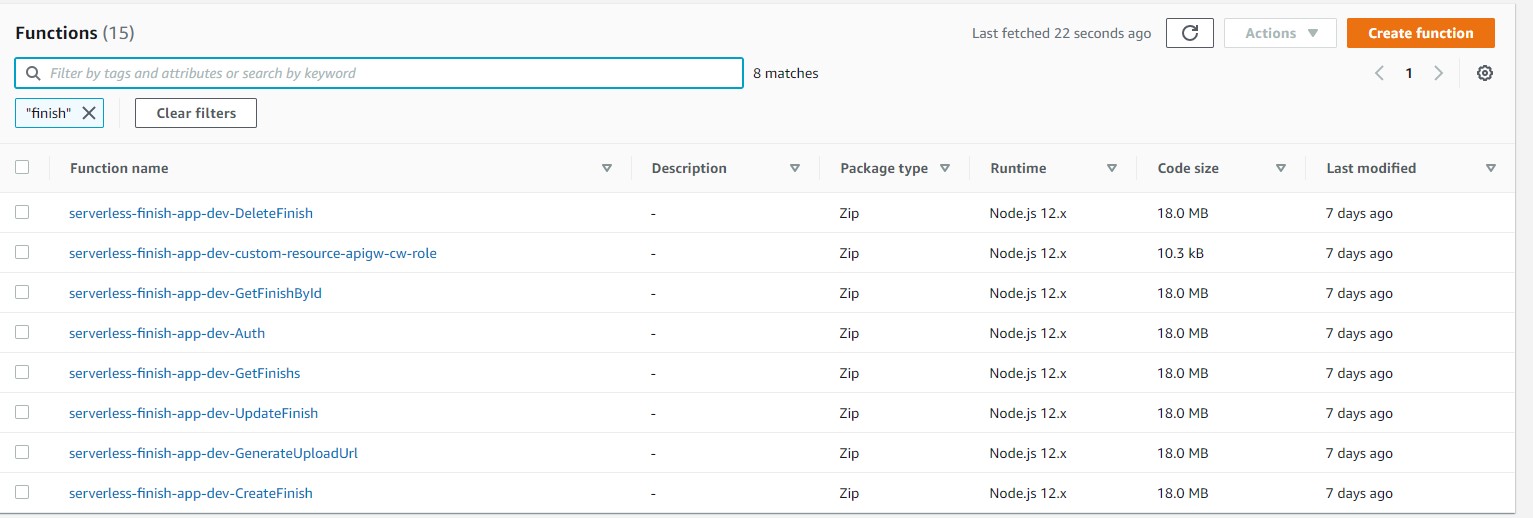 Functions (15) Last fetched 22 seconds ago Actions Create function
Filter by tags and attributes or search by keyword 8 matches 1
"finish" Clear filters
Function name Description Package type Runtime Code size Last modified
serverless-finish-app-dev-DeleteFinish - Zip Node.js 12.x 18.0 MB 7 days ago
serverless-finish-app-dev-custom-resource-apigw-cw-role - Zip Node.js 12.x 10.3 kB 7 days ago
serverless-finish-app-dev-GetFinishById - Zip Node.js 12.x 18.0 MB 7 days ago
serverless-finish-app-dev-Auth - Zip Node.js 12.x 18.0 MB 7 days ago
serverless-finish-app-dev-GetFinishs - Zip Node.js 12.x 18.0 MB 7 days ago
serverless-finish-app-dev-UpdateFinish - Zip Node.js 12.x 18.0 MB 7 days ago
serverless-finish-app-dev-GenerateUploadUrl - Zip Node.js 12.x 18.0 MB 7 days ago
serverless-finish-app-dev-CreateFinish - Zip Node.js 12.x 18.0 MB 7 days ago